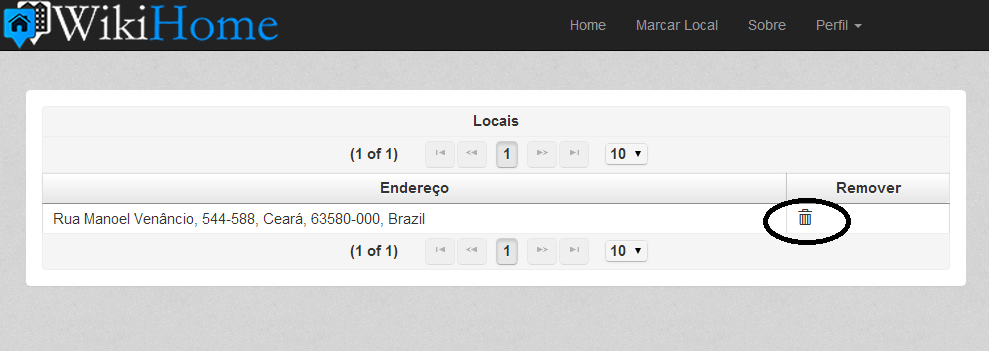 WikiHome Home Marcar Local Sobre Perfil
Locais
(1 of 1) 1 10
Endereço Remover
Rua Manoel Venâncio, 544-588, Ceará, 63580-000, Brazil
(1 of 1) 1 10